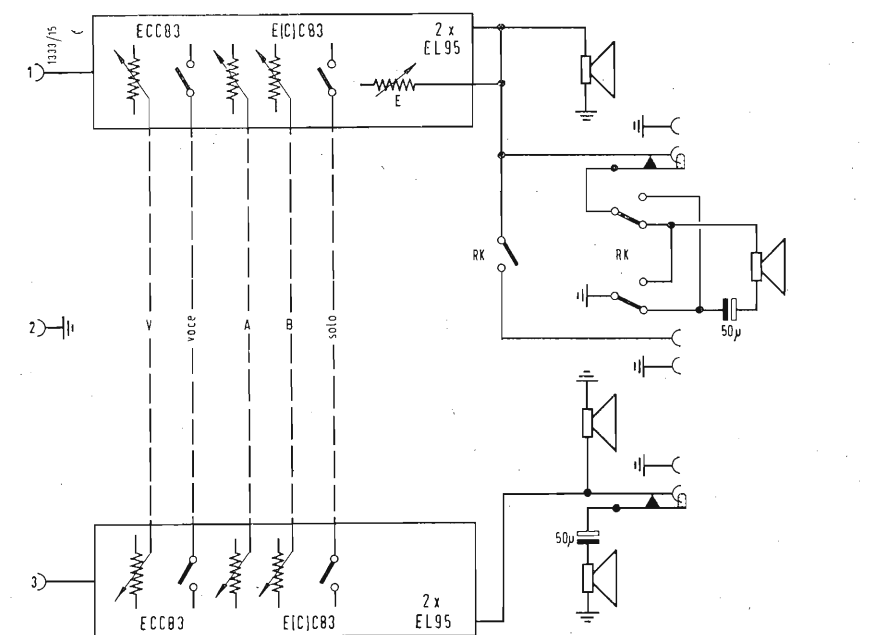 1333/15
ECC83
E(C)C83
2 x
EL95
1
E
RK
RK
50µ
2
V
voce
A
B
solo
50µ
3
ECC83
E(C)C83
2 x
EL95